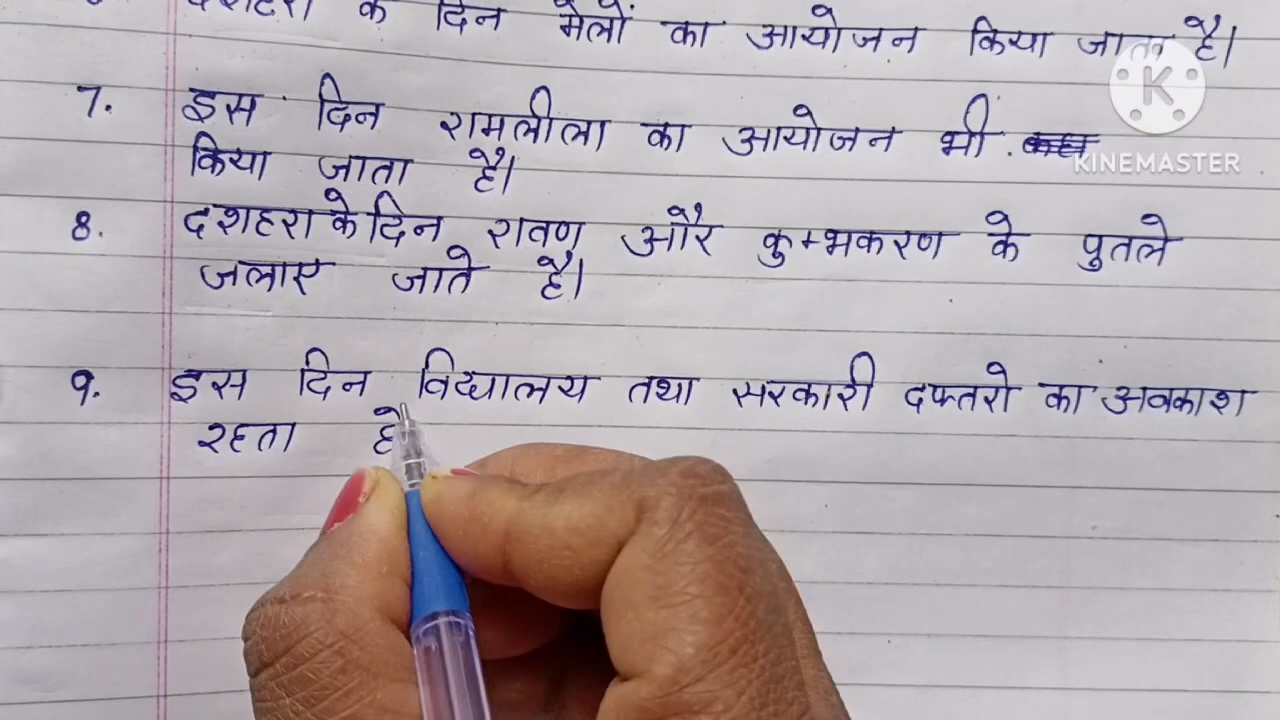 दशहरा के दिन मेलों का आयोजन किया जाता है।
7. इस दिन रामलीला का आयोजन भी
किया जाता है।
8. दशहरा के दिन रावण और कुम्भकरण के पुतले
जलाए जाते है।
9. इस दिन विद्यालय तथा सरकारी दफ्तरो का अवकाश
रहता है
KINEMASTER